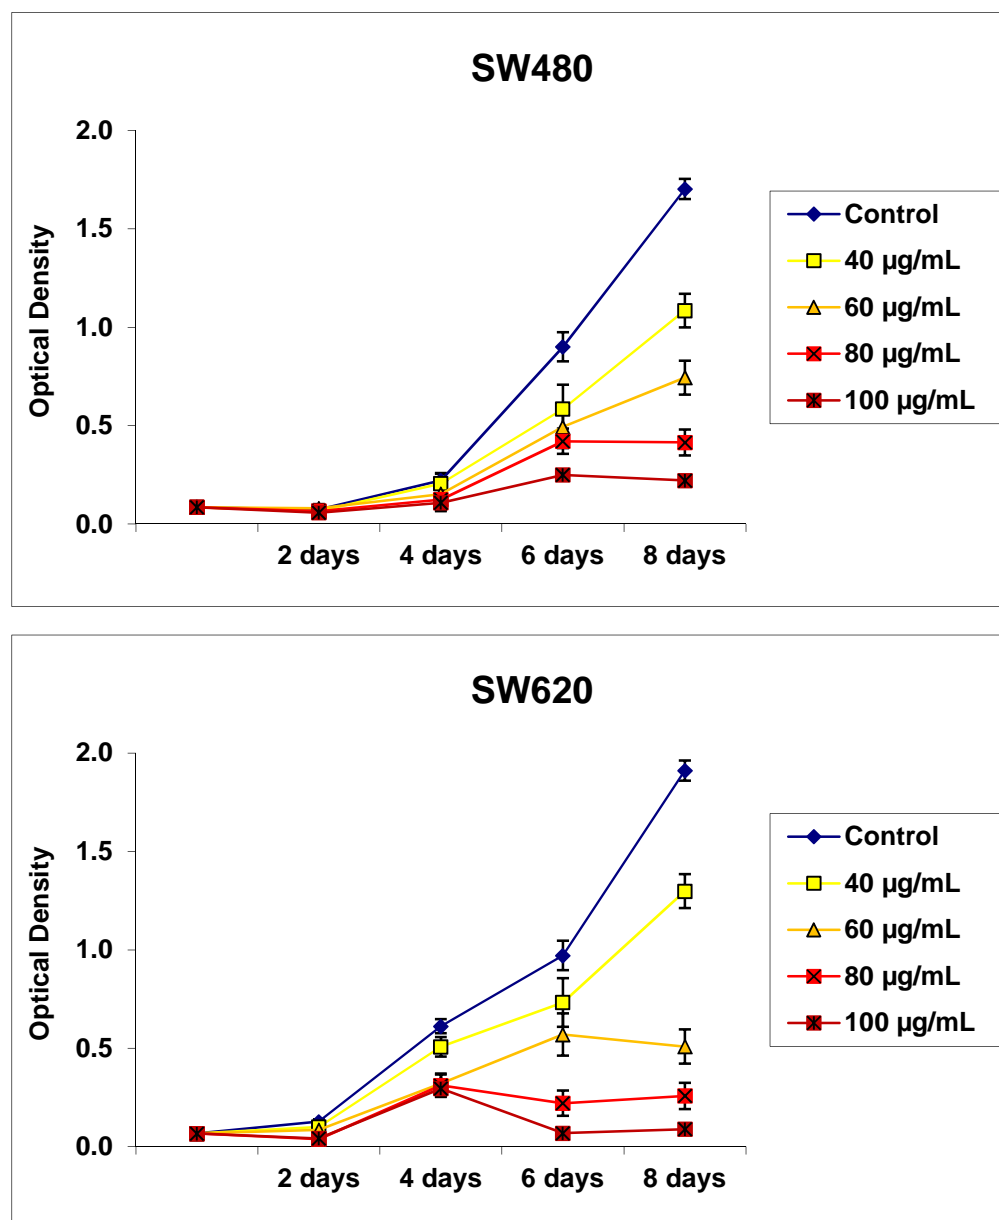 SW480
2.0
1.5
1.0
0.5
0.0
Optical Density
2 days 4 days 6 days 8 days
Control
40 µg/mL
60 µg/mL
80 µg/mL
100 µg/mL
SW620
2.0
1.5
1.0
0.5
0.0
Optical Density
2 days 4 days 6 days 8 days
Control
40 µg/mL
60 µg/mL
80 µg/mL
100 µg/mL